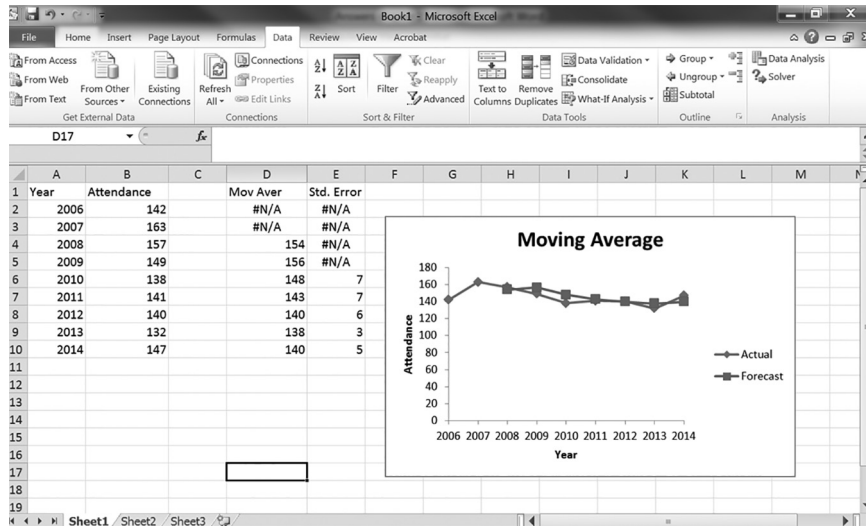 Book1 - Microsoft Excel
File Home Insert Page Layout Formulas Data Review View Acrobat
From Access
From Web
From Text
From Other Sources
Existing Connections
Get External Data
Refresh All
Connections
Properties
Edit Links
Connections
Sort
Filter
Clear
Reapply
Advanced
Sort & Filter
Text to Columns
Remove Duplicates
Data Validation
Consolidate
What-If Analysis
Data Tools
Group
Ungroup
Subtotal
Outline
Data Analysis
Solver
Analysis
D17 fx
A B C D E F G H I J K L M
1 Year Attendance Mov Aver Std. Error
2 2006 142 #N/A #N/A
3 2007 163 #N/A #N/A
4 2008 157 154 #N/A
5 2009 149 156 #N/A
6 2010 138 148 7
7 2011 141 143 7
8 2012 140 140 6
9 2013 132 138 3
10 2014 147 140 5
11
12
13
14
15
16
17
18
19
Moving Average
180
160
140
120
100
80
60
40
20
0
Attendance
2006 2007 2008 2009 2010 2011 2012 2013 2014
Year
Actual
Forecast
Sheet1 Sheet2 Sheet3